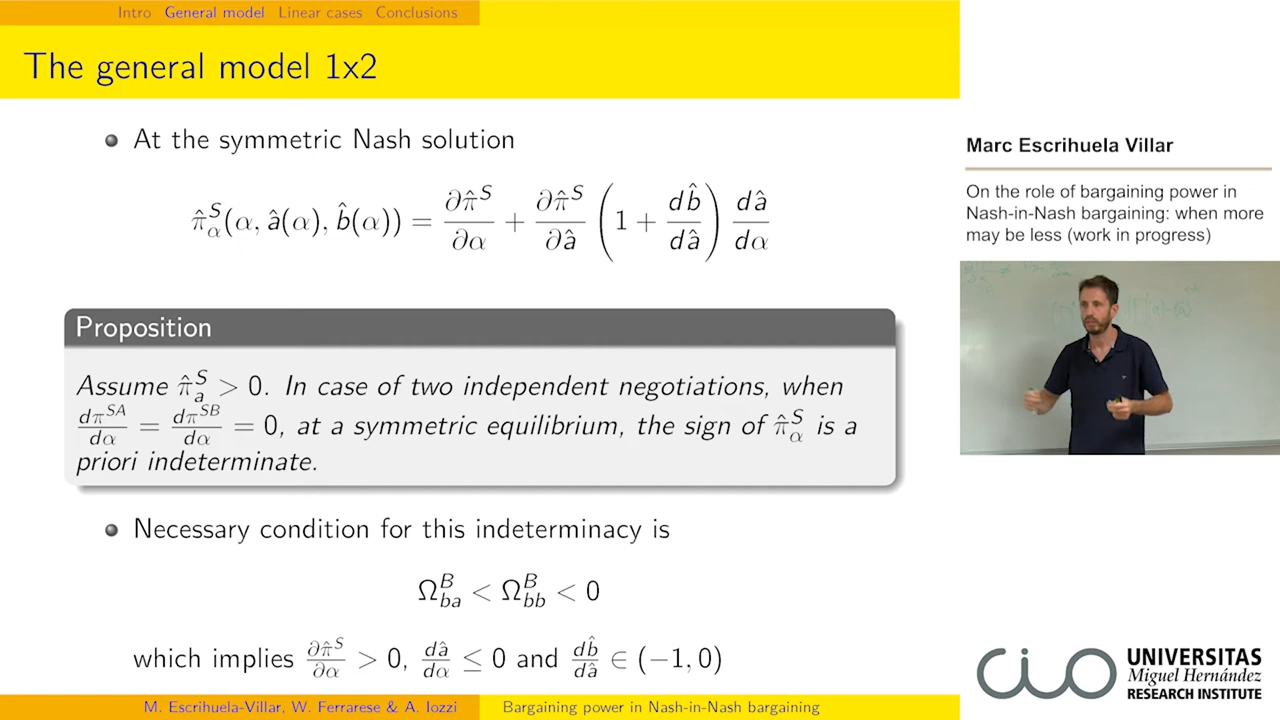 Intro General model Linear cases Conclusions
The general model 1x2
At the symmetric Nash solution
π̂^S_α(α, â(α), b̂(α)) = ∂π̂^S/∂α + ∂π̂^S/∂â (1 + db̂/dâ) dâ/dα
Proposition
Assume π̂^S_a > 0. In case of two independent negotiations, when
dπ^SA/dα = dπ^SB/dα = 0, at a symmetric equilibrium, the sign of π̂^S_α is a
priori indeterminate.
Necessary condition for this indeterminacy is
Ω^B_ba < Ω^B_bb < 0
which implies ∂π̂^S/∂α > 0, dâ/dα ≤ 0 and db̂/dâ ∈ (−1, 0)
M. Escrihuela-Villar, W. Ferrarese & A. Iozzi Bargaining power in Nash-in-Nash bargaining
Marc Escrihuela Villar
On the role of bargaining power in
Nash-in-Nash bargaining: when more
may be less (work in progress)
CIO
UNIVERSITAS
Miguel Hernández
RESEARCH INSTITUTE